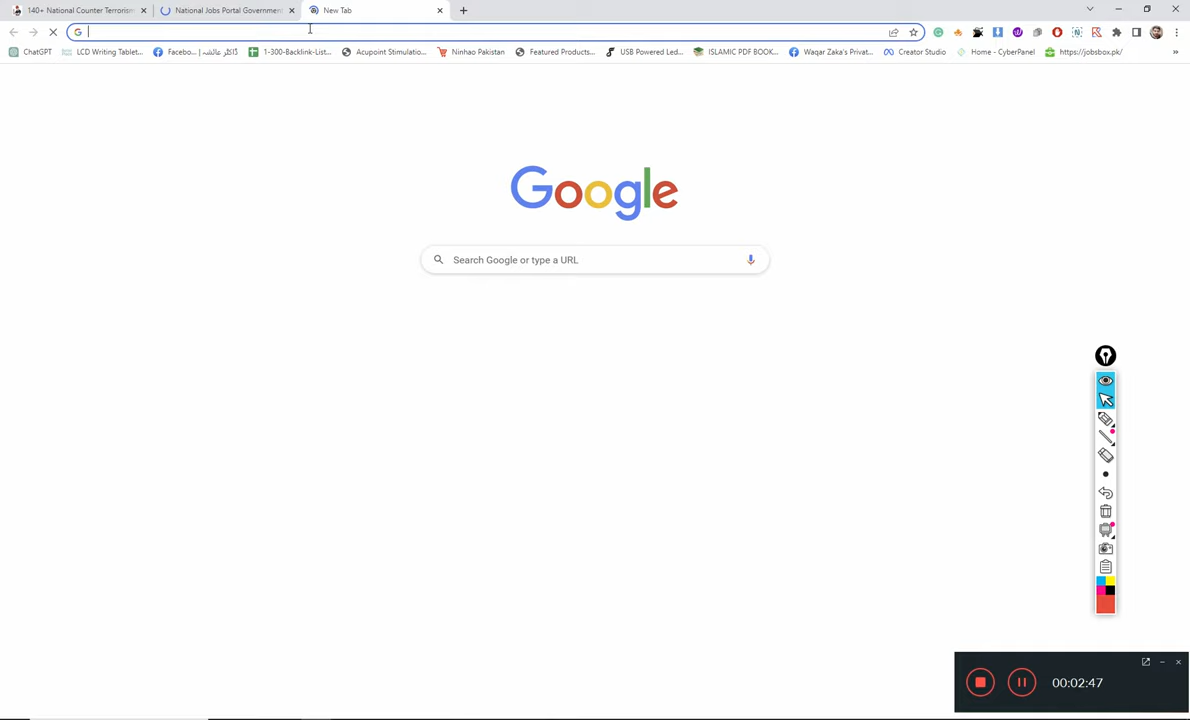 140+ National Counter Terrorism
National Jobs Portal Government
New Tab
ChatGPT
LCD Writing Tablet...
Facebo... | ڈاکٹر عائشہ
1-300-Backlink-List...
Acupoint Stimulatio...
Ninhao Pakistan
Featured Products...
USB Powered Led...
ISLAMIC PDF BOOK...
Waqar Zaka's Privat...
Creator Studio
Home - CyberPanel
https://jobsbox.pk/
Google
Search Google or type a URL
00:02:47